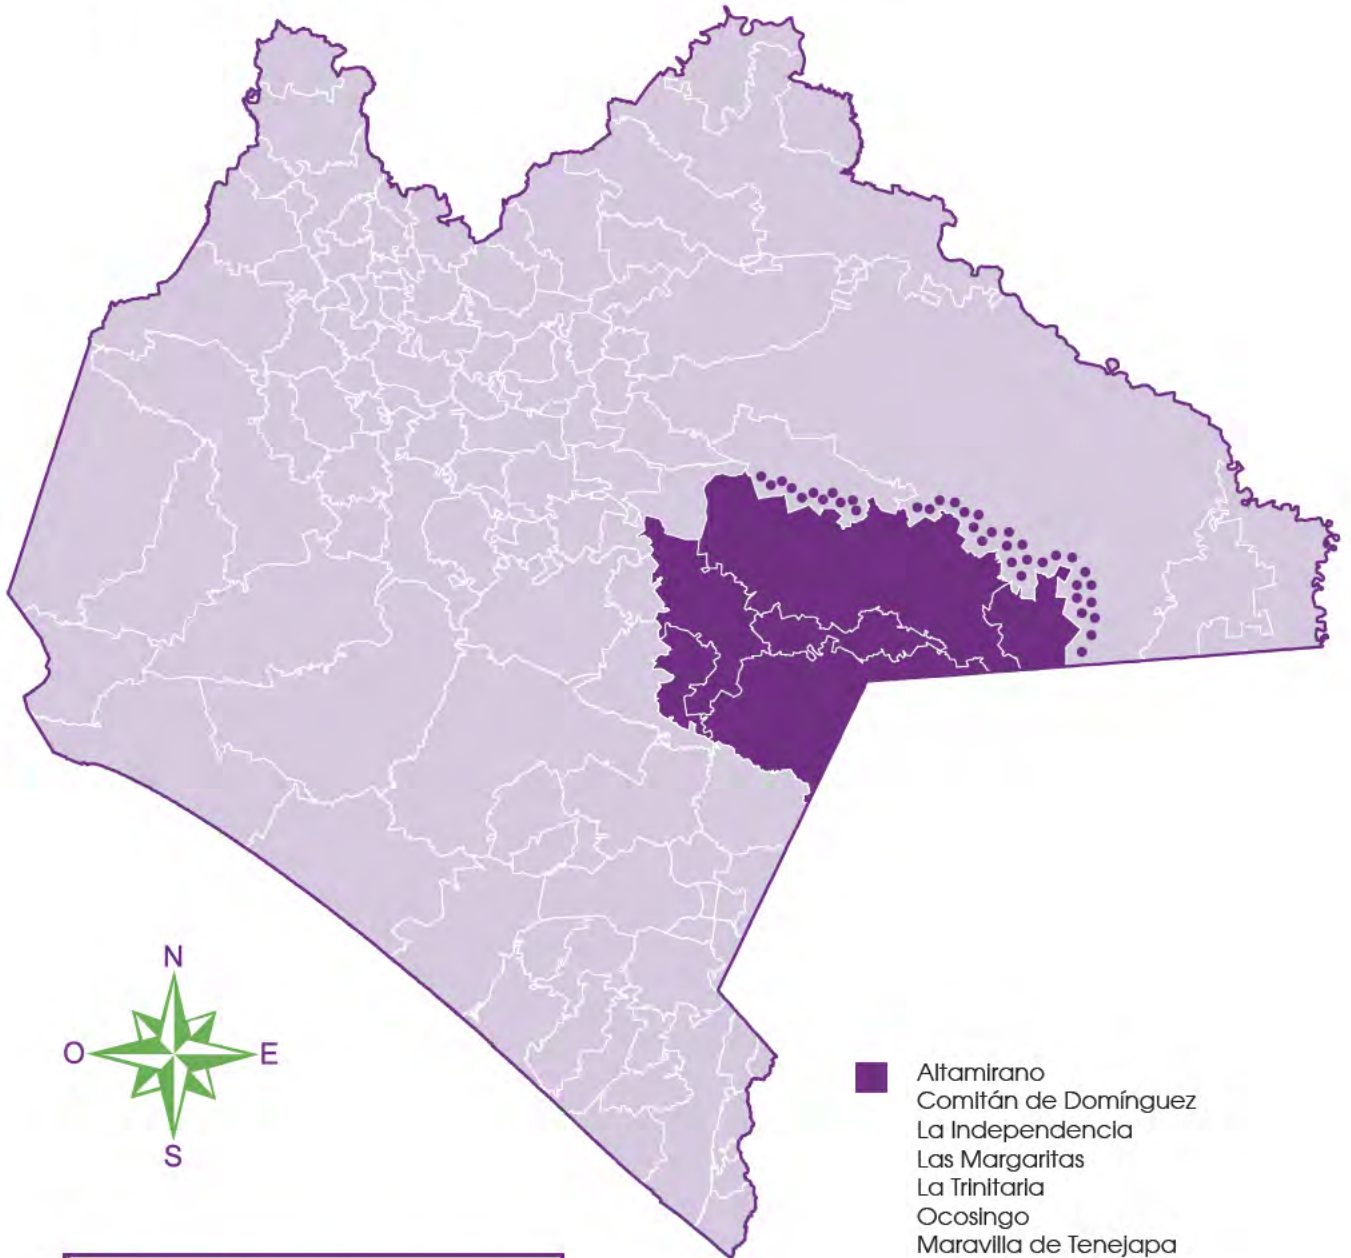 N
O E
S
Altamirano
Comitán de Domínguez
La Independencia
Las Margaritas
La Trinitaria
Ocosingo
Maravilla de Tenejapa